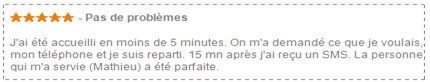 - Pas de problèmes
J'ai été accueilli en moins de 5 minutes. On m'a demandé ce que je voulais,
mon téléphone et je suis reparti. 15 mn après j'ai reçu un SMS. La personne
qui m'a servie (Mathieu) a été parfaite.